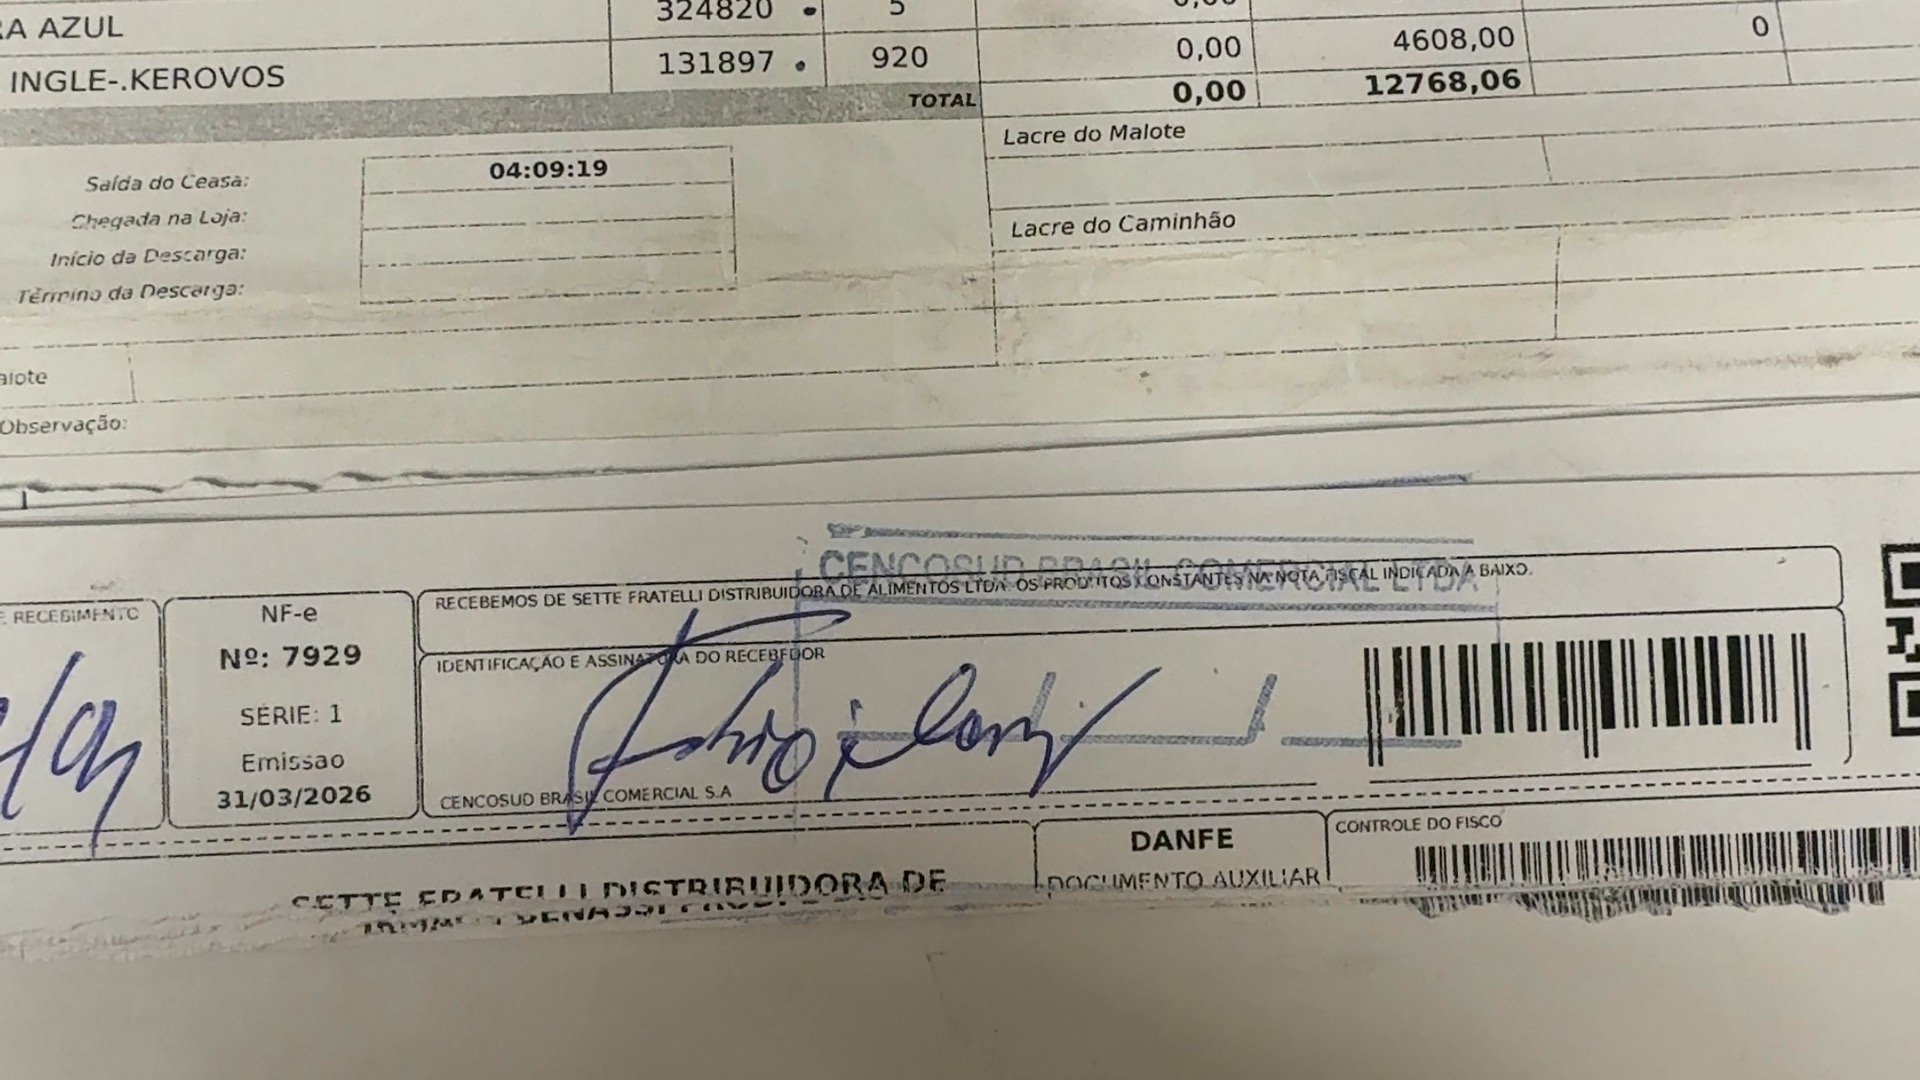 RA AZUL 324820 . 5 0,00
INGLE-.KEROVOS 131897 . 920 0,00 4608,00 0
TOTAL 0,00 12768,06
Lacre do Malote
Saída do Ceasa: 04:09:19
Chegada na Loja:
Início da Descarga:
Término da Descarga:
Lacre do Caminhão
alote
Observação:
CENCOSUD BRASIL COMERCIAL LTDA
RECEBIMENTO
NF-e
Nº: 7929
SÉRIE: 1
Emissao
31/03/2026
RECEBEMOS DE SETTE FRATELLI DISTRIBUIDORA DE ALIMENTOS LTDA. OS PRODUTOS CONSTANTES NA NOTA FISCAL INDICADA A BAIXO.
IDENTIFICAÇÃO E ASSINATURA DO RECEBEDOR
CENCOSUD BRASIL COMERCIAL S.A
SETTE FRATELLI DISTRIBUIDORA DE
DANFE
DOCUMENTO AUXILIAR
CONTROLE DO FISCO